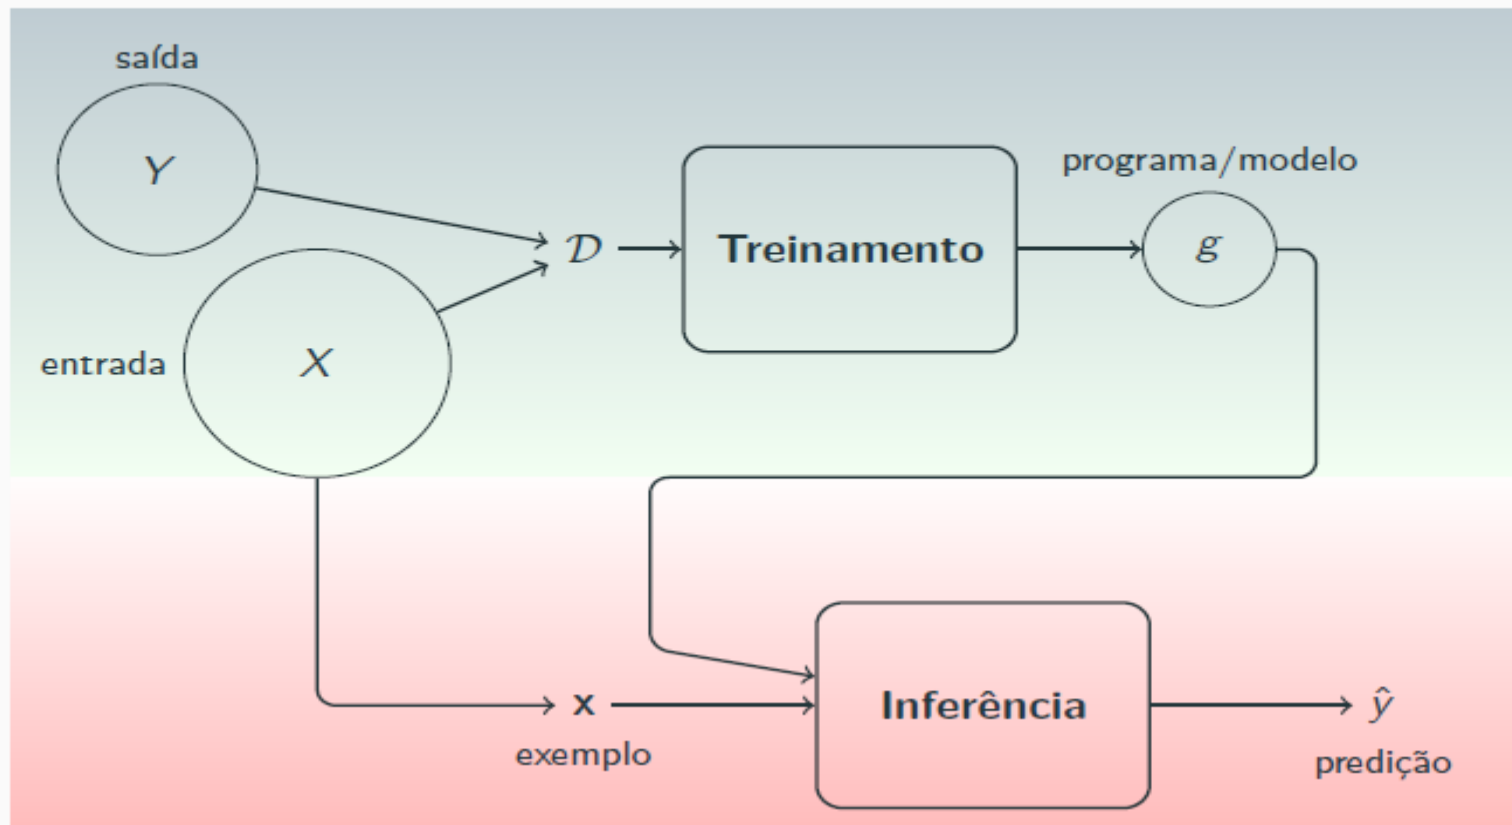 saída
Y
programa/modelo
𝒟
Treinamento
g
entrada
X
x
exemplo
Inferência
ŷ
predição